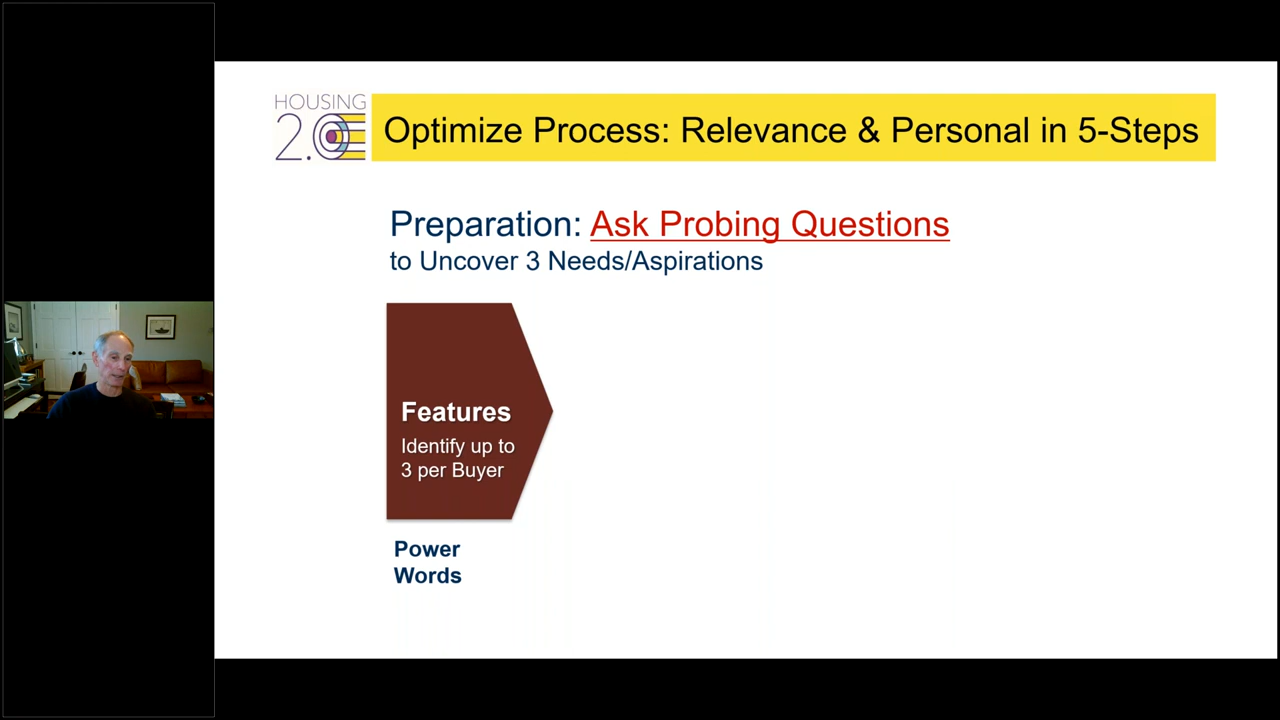 HOUSING
2.0
Optimize Process: Relevance & Personal in 5-Steps
Preparation: Ask Probing Questions
to Uncover 3 Needs/Aspirations
Features
Identify up to
3 per Buyer
Power
Words